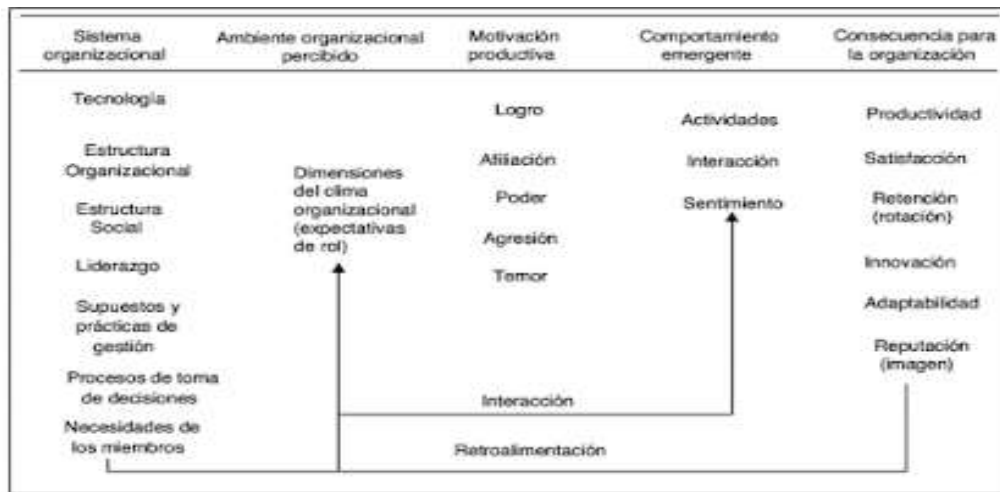 Sistema
organizacional
Ambiente organizacional
percibido
Motivación
productiva
Comportamiento
emergente
Consecuencia para
la organización
Tecnología
Estructura
Organizacional
Estructura
Social
Liderazgo
Supuestos y
prácticas de
gestión
Procesos de toma
de decisiones
Necesidades de
los miembros
Dimensiones
del clima
organizacional
(expectativas
de rol)
Logro
Afiliación
Poder
Agresión
Temor
Actividades
Interacción
Sentimiento
Productividad
Satisfacción
Retención
(rotación)
Innovación
Adaptabilidad
Reputación
(imagen)
Interacción
Retroalimentación